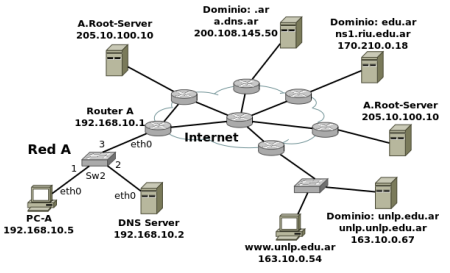 Dominio: .ar
a.dns.ar
200.108.145.50
A.Root-Server
205.10.100.10
Dominio: edu.ar
ns1.riu.edu.ar
170.210.0.18
Router A
192.168.10.1
A.Root-Server
205.10.100.10
Internet
eth0
3
Red A
1
2
Sw2
eth0
eth0
PC-A
192.168.10.5
DNS Server
192.168.10.2
Dominio: unlp.edu.ar
unlp.unlp.edu.ar
163.10.0.67
www.unlp.edu.ar
163.10.0.54